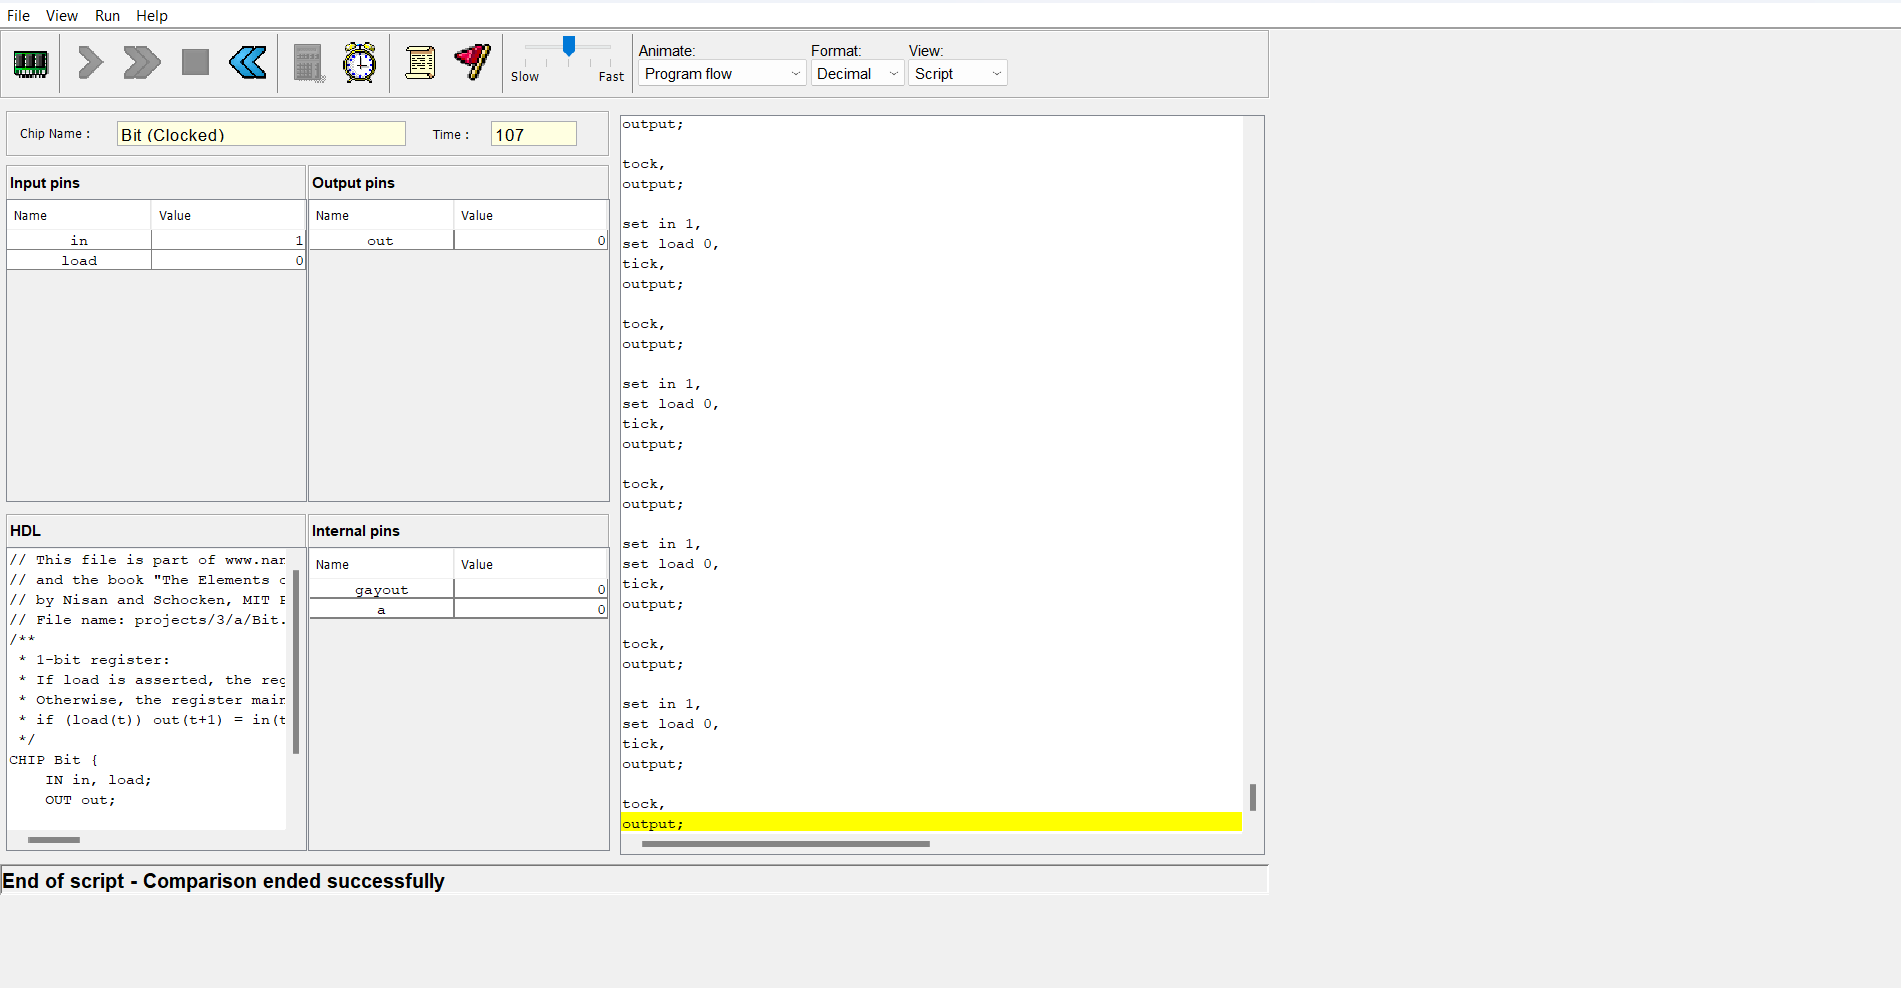 File View Run Help
Slow Fast
Animate: Format: View:
Program flow Decimal Script
Chip Name : Bit (Clocked) Time : 107
Input pins
Name Value
in 1
load 0
Output pins
Name Value
out 0
HDL
// This file is part of www.nan
// and the book "The Elements o
// by Nisan and Schocken, MIT P
// File name: projects/3/a/Bit.
/**
* 1-bit register:
* If load is asserted, the reg
* Otherwise, the register main
* if (load(t)) out(t+1) = in(t
*/
CHIP Bit {
IN in, load;
OUT out;
Internal pins
Name Value
gayout 0
a 0
output;
tock,
output;
set in 1,
set load 0,
tick,
output;
tock,
output;
set in 1,
set load 0,
tick,
output;
tock,
output;
set in 1,
set load 0,
tick,
output;
tock,
output;
set in 1,
set load 0,
tick,
output;
tock,
output;
End of script - Comparison ended successfully